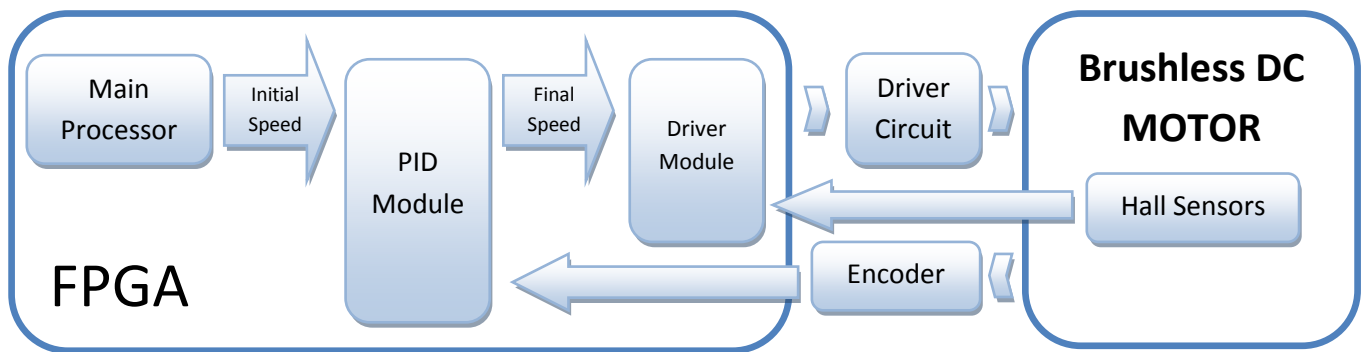 Main
Processor
Initial
Speed
PID
Module
Final
Speed
Driver
Module
Driver
Circuit
Brushless DC
MOTOR
Hall Sensors
Encoder
FPGA